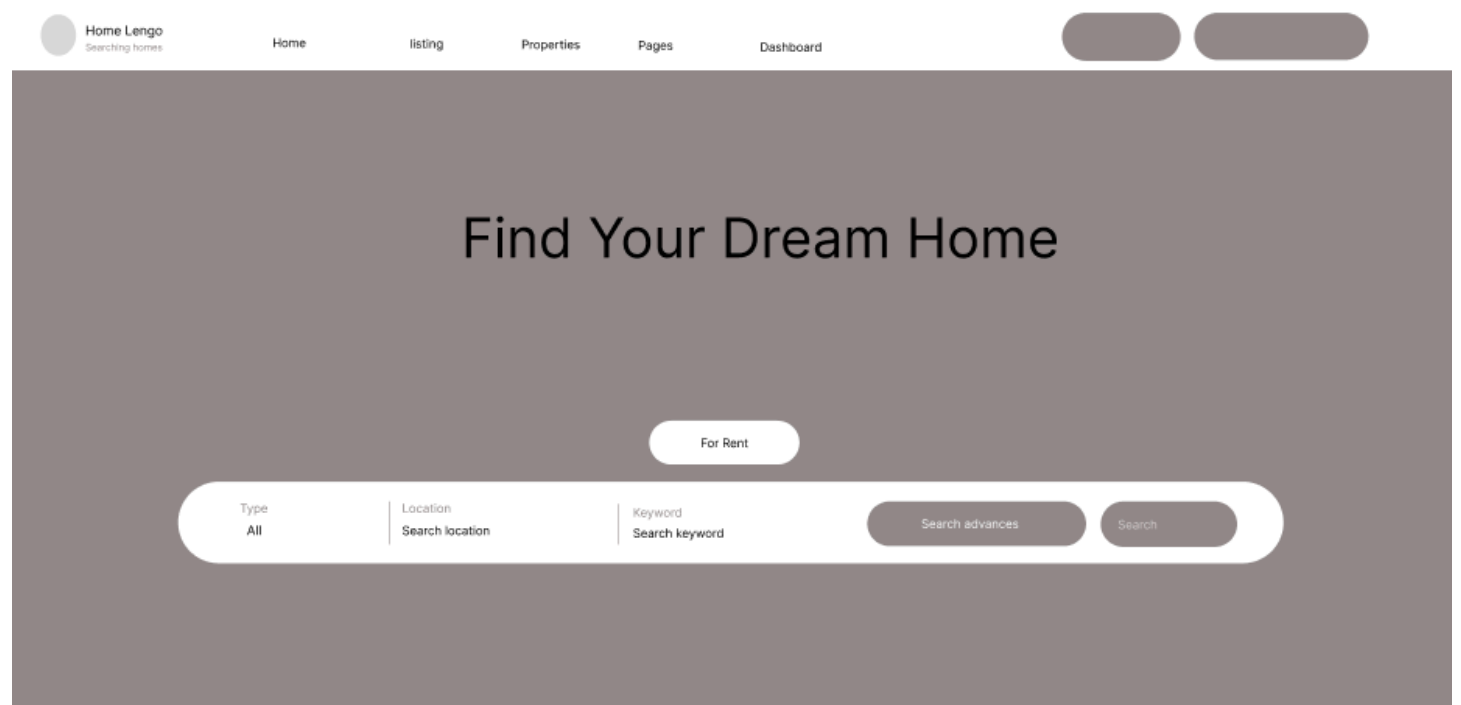 Home Lengo
Searching homes
Home
listing
Properties
Pages
Dashboard
Find Your Dream Home
For Rent
Type
All
Location
Search location
Keyword
Search keyword
Search advances
Search